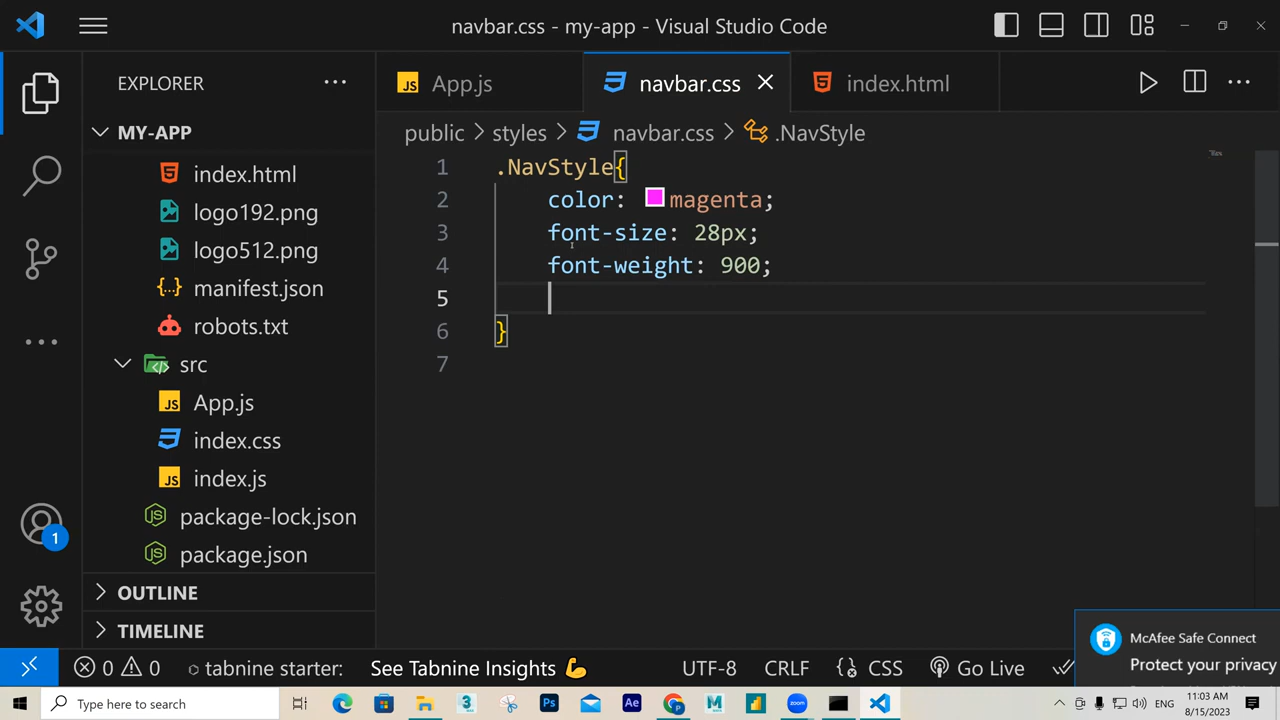 navbar.css - my-app - Visual Studio Code
EXPLORER
App.js
navbar.css
index.html
MY-APP
public > styles > navbar.css > .NavStyle
index.html
logo192.png
logo512.png
manifest.json
robots.txt
src
App.js
index.css
index.js
package-lock.json
package.json
OUTLINE
TIMELINE
1 .NavStyle{
2 color: magenta;
3 font-size: 28px;
4 font-weight: 900;
5
6 }
7
1
McAfee Safe Connect
Protect your privacy
0 0 tabnine starter: See Tabnine Insights 💪 UTF-8 CRLF CSS Go Live
Type here to search
Ps
Ae
M
zoom
ENG
11:03 AM
8/15/2023